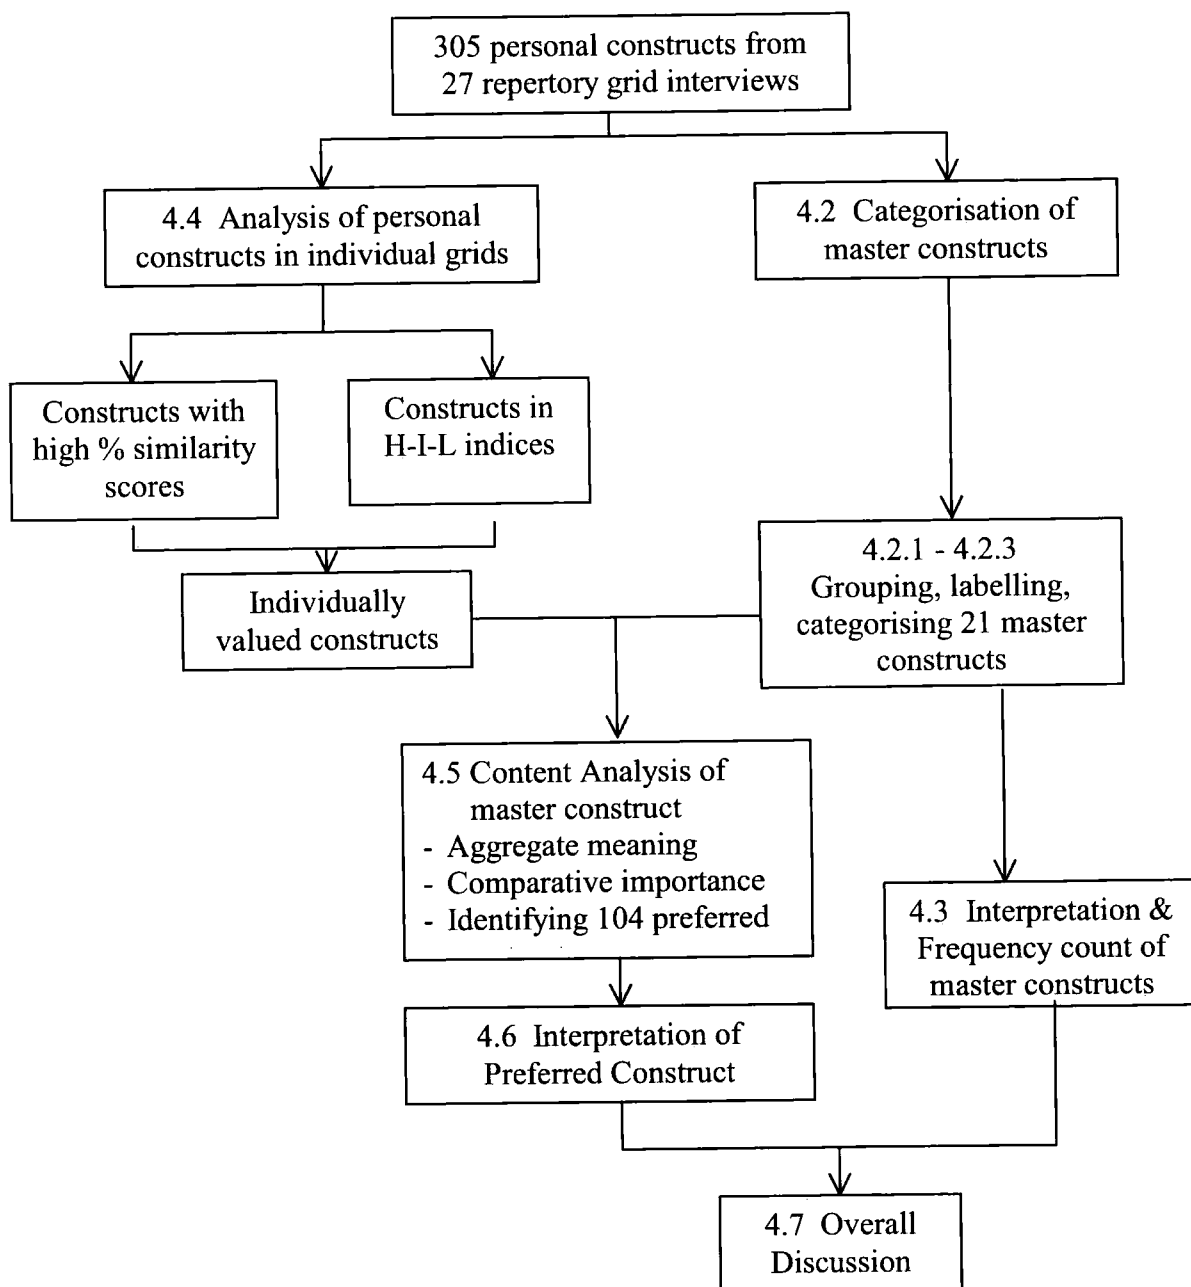 305 personal constructs from
27 repertory grid interviews
4.4 Analysis of personal
constructs in individual grids
4.2 Categorisation of
master constructs
Constructs with
high % similarity
scores
Constructs in
H-I-L indices
Individually
valued constructs
4.2.1 - 4.2.3
Grouping, labelling,
categorising 21 master
constructs
4.5 Content Analysis of
master construct
- Aggregate meaning
- Comparative importance
- Identifying 104 preferred
4.3 Interpretation &
Frequency count of
master constructs
4.6 Interpretation of
Preferred Construct
4.7 Overall
Discussion